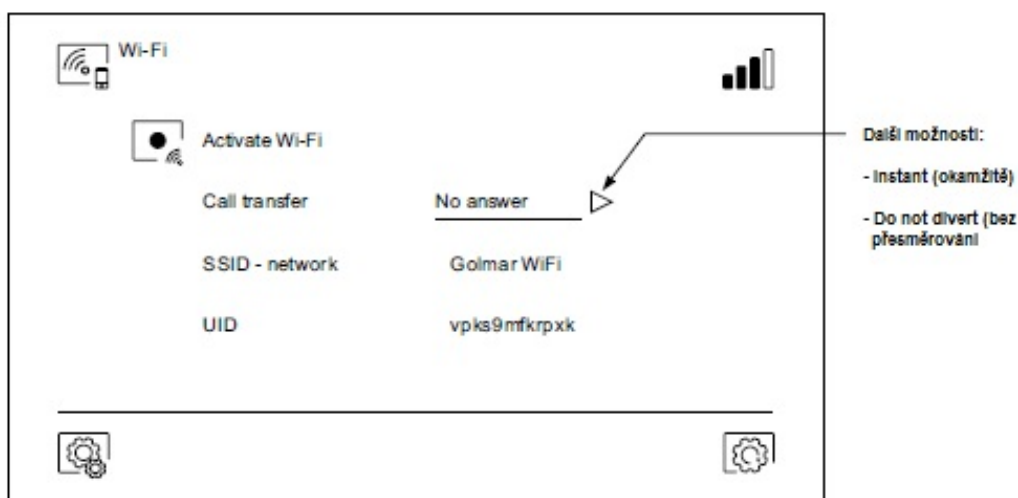 Wi-Fi
Activate Wi-Fi
Call transfer No answer
SSID - network Golmar WiFi
UID vpks9mfkrpxk
Další možnosti:
- Instant (okamžitě)
- Do not divert (bez
přesměrování